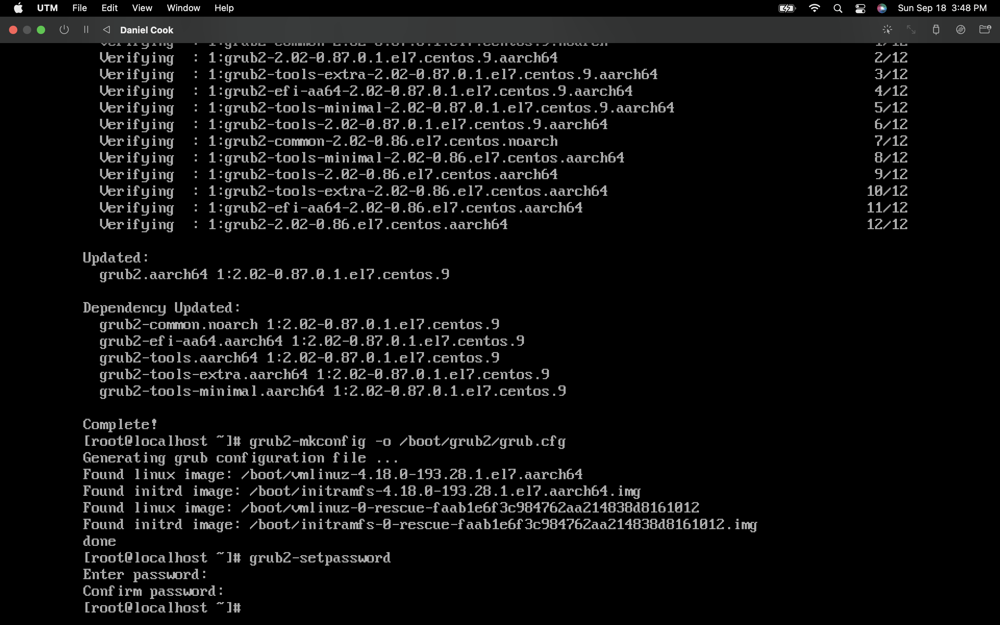 UTM File Edit View Window Help Sun Sep 18 3:48 PM
Daniel Cook
Verifying : 1:grub2-common-2.02-0.87.0.1.el7.centos.9.noarch 1/12
Verifying : 1:grub2-2.02-0.87.0.1.el7.centos.9.aarch64 2/12
Verifying : 1:grub2-tools-extra-2.02-0.87.0.1.el7.centos.9.aarch64 3/12
Verifying : 1:grub2-efi-aa64-2.02-0.87.0.1.el7.centos.9.aarch64 4/12
Verifying : 1:grub2-tools-minimal-2.02-0.87.0.1.el7.centos.9.aarch64 5/12
Verifying : 1:grub2-tools-2.02-0.87.0.1.el7.centos.9.aarch64 6/12
Verifying : 1:grub2-common-2.02-0.86.el7.centos.noarch 7/12
Verifying : 1:grub2-tools-minimal-2.02-0.86.el7.centos.aarch64 8/12
Verifying : 1:grub2-tools-2.02-0.86.el7.centos.aarch64 9/12
Verifying : 1:grub2-tools-extra-2.02-0.86.el7.centos.aarch64 10/12
Verifying : 1:grub2-efi-aa64-2.02-0.86.el7.centos.aarch64 11/12
Verifying : 1:grub2-2.02-0.86.el7.centos.aarch64 12/12
Updated:
grub2.aarch64 1:2.02-0.87.0.1.el7.centos.9
Dependency Updated:
grub2-common.noarch 1:2.02-0.87.0.1.el7.centos.9
grub2-efi-aa64.aarch64 1:2.02-0.87.0.1.el7.centos.9
grub2-tools.aarch64 1:2.02-0.87.0.1.el7.centos.9
grub2-tools-extra.aarch64 1:2.02-0.87.0.1.el7.centos.9
grub2-tools-minimal.aarch64 1:2.02-0.87.0.1.el7.centos.9
Complete!
[root@localhost ~]# grub2-mkconfig -o /boot/grub2/grub.cfg
Generating grub configuration file ...
Found linux image: /boot/vmlinuz-4.18.0-193.28.1.el7.aarch64
Found initrd image: /boot/initramfs-4.18.0-193.28.1.el7.aarch64.img
Found linux image: /boot/vmlinuz-0-rescue-faab1e6f3c984762aa214838d8161012
Found initrd image: /boot/initramfs-0-rescue-faab1e6f3c984762aa214838d8161012.img
done
[root@localhost ~]# grub2-setpassword
Enter password:
Confirm password:
[root@localhost ~]#